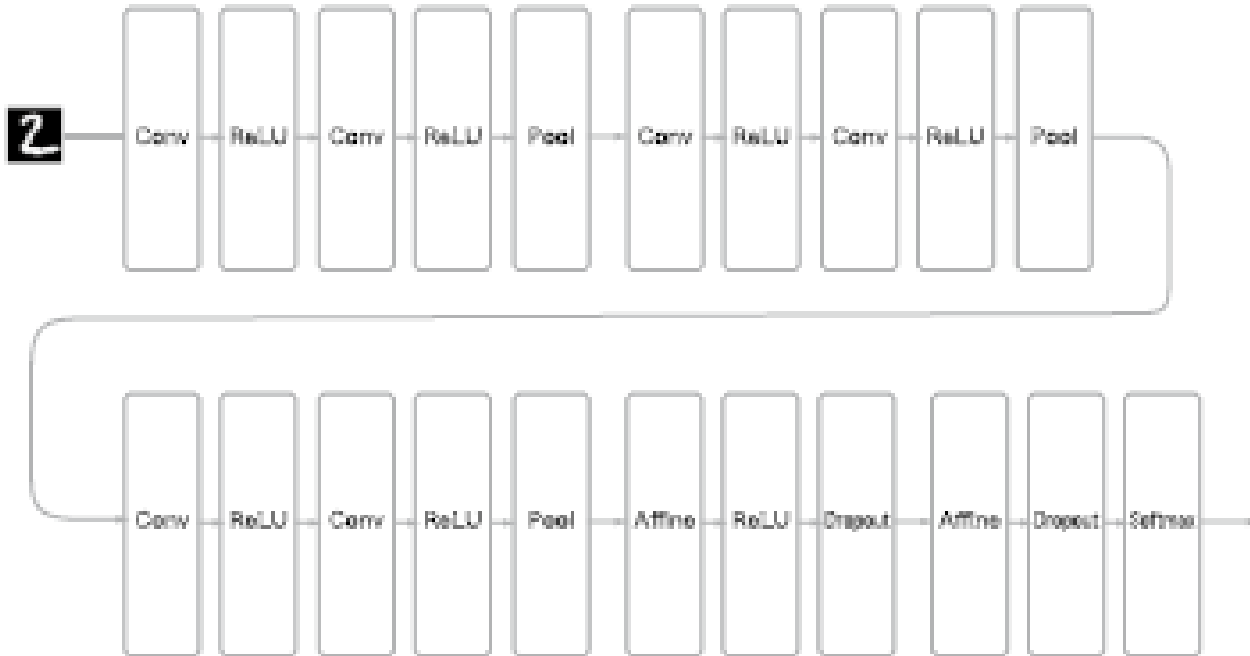 2
Conv ReLU Conv ReLU Pool Conv ReLU Conv ReLU Pool
Conv ReLU Conv ReLU Pool Affine ReLU Dropout Affine Dropout Softmax